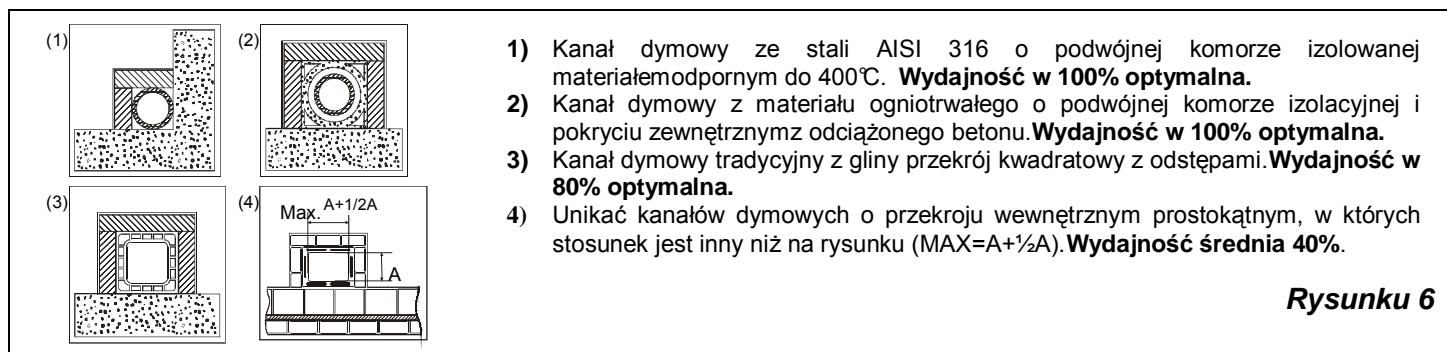 (1)
(2)
(3)
(4)
Max. A+1/2A
A
1) Kanał dymowy ze stali AISI 316 o podwójnej komorze izolowanej
materiałemodpornym do 400°C. Wydajność w 100% optymalna.
2) Kanał dymowy z materiału ogniotrwałego o podwójnej komorze izolacyjnej i
pokryciu zewnętrznymz odciążonego betonu.Wydajność w 100% optymalna.
3) Kanał dymowy tradycyjny z gliny przekrój kwadratowy z odstępami.Wydajność w
80% optymalna.
4) Unikać kanałów dymowych o przekroju wewnętrznym prostokątnym, w których
stosunek jest inny niż na rysunku (MAX=A+½A).Wydajność średnia 40%.
Rysunku 6